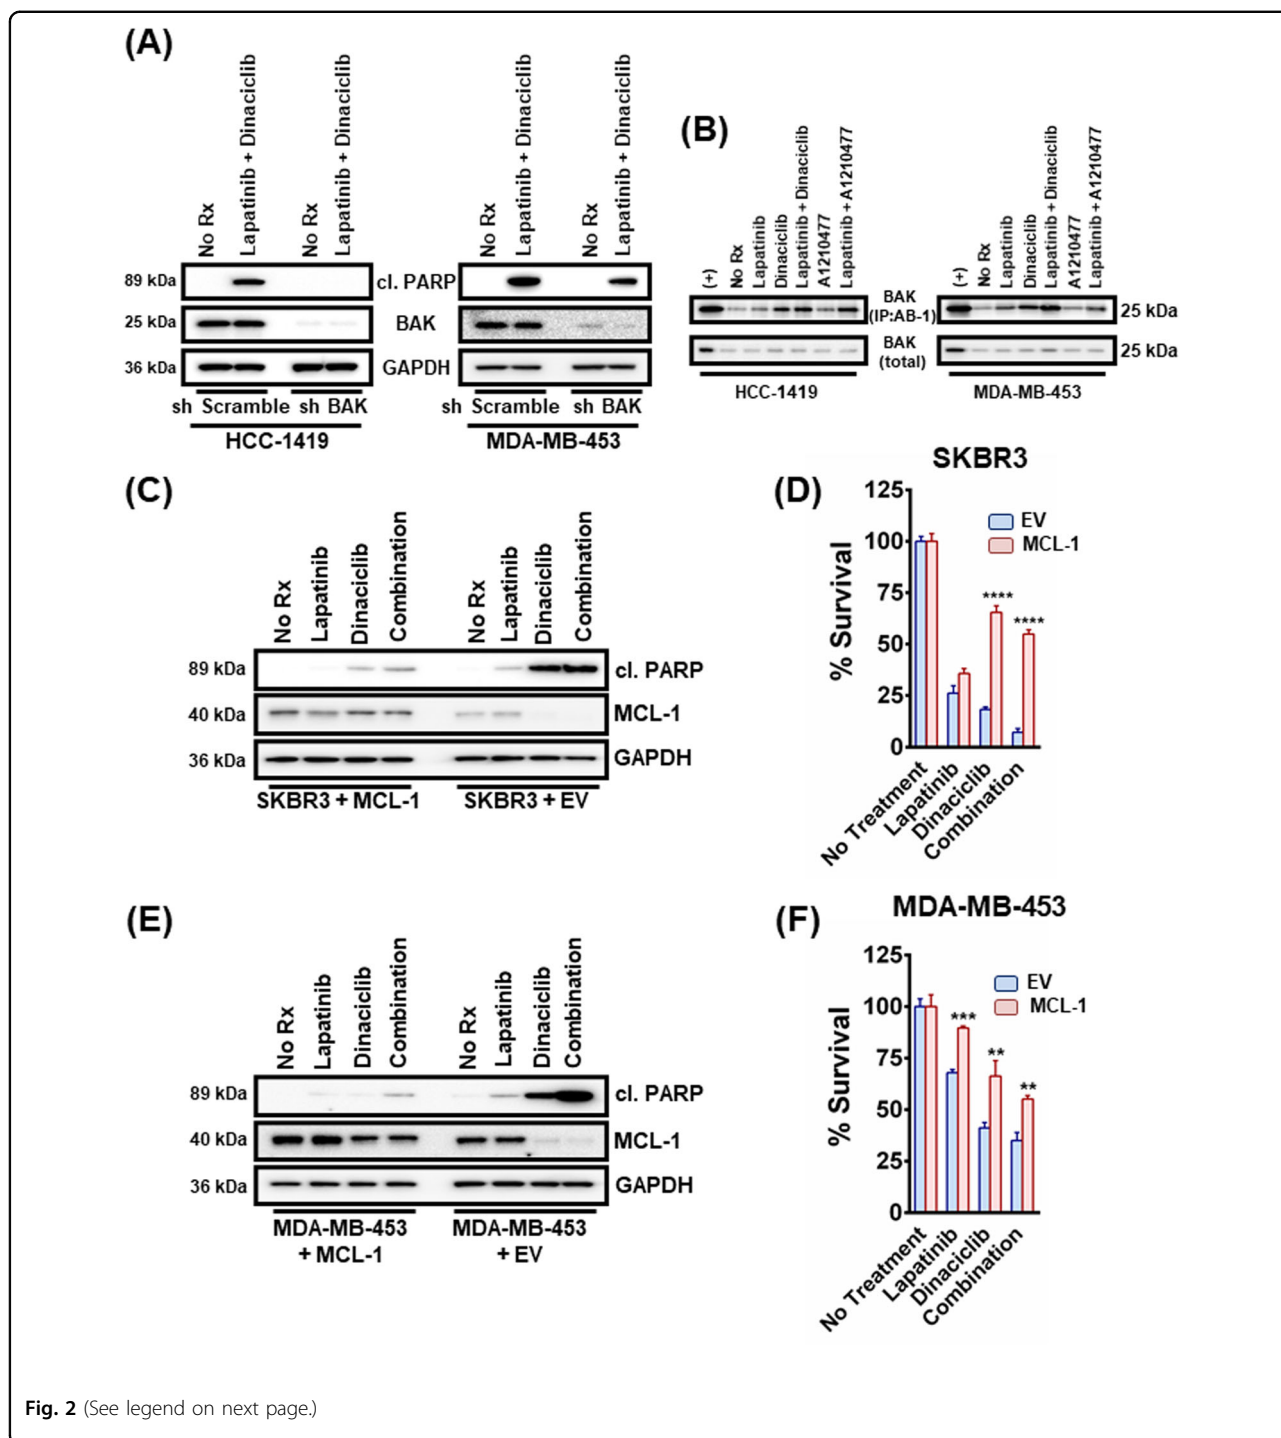 (A)
No Rx
Lapatinib + Dinaciclib
No Rx
Lapatinib + Dinaciclib
No Rx
Lapatinib + Dinaciclib
No Rx
Lapatinib + Dinaciclib
89 kDa
cl. PARP
25 kDa
BAK
36 kDa
GAPDH
sh Scramble sh BAK
sh Scramble sh BAK
HCC-1419
MDA-MB-453
(B)
(+)
No Rx
Lapatinib
Dinaciclib
Lapatinib + Dinaciclib
A1210477
Lapatinib + A1210477
(+)
No Rx
Lapatinib
Dinaciclib
Lapatinib + Dinaciclib
A1210477
Lapatinib + A1210477
BAK
(IP:AB-1)
25 kDa
BAK
(total)
25 kDa
HCC-1419
MDA-MB-453
(C)
No Rx
Lapatinib
Dinaciclib
Combination
No Rx
Lapatinib
Dinaciclib
Combination
89 kDa
cl. PARP
40 kDa
MCL-1
36 kDa
GAPDH
SKBR3 + MCL-1
SKBR3 + EV
(D)
SKBR3
% Survival
125
100
75
50
25
0
EV
MCL-1
****
****
No Treatment
Lapatinib
Dinaciclib
Combination
(E)
No Rx
Lapatinib
Dinaciclib
Combination
No Rx
Lapatinib
Dinaciclib
Combination
89 kDa
cl. PARP
40 kDa
MCL-1
36 kDa
GAPDH
MDA-MB-453
+ MCL-1
MDA-MB-453
+ EV
(F)
MDA-MB-453
% Survival
125
100
75
50
25
0
EV
MCL-1
***
**
**
No Treatment
Lapatinib
Dinaciclib
Combination
Fig. 2 (See legend on next page.)